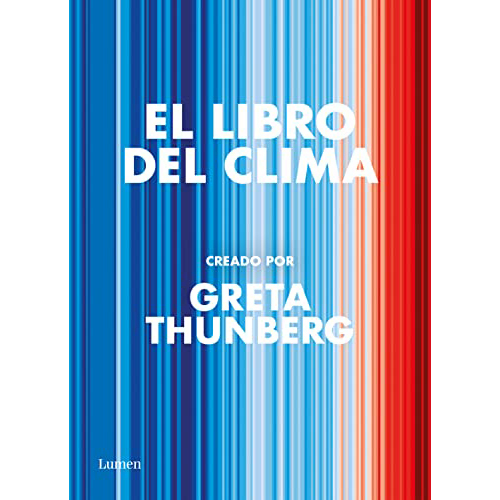 EL LIBRO
DEL CLIMA
CREADO POR
GRETA
THUNBERG
Lumen